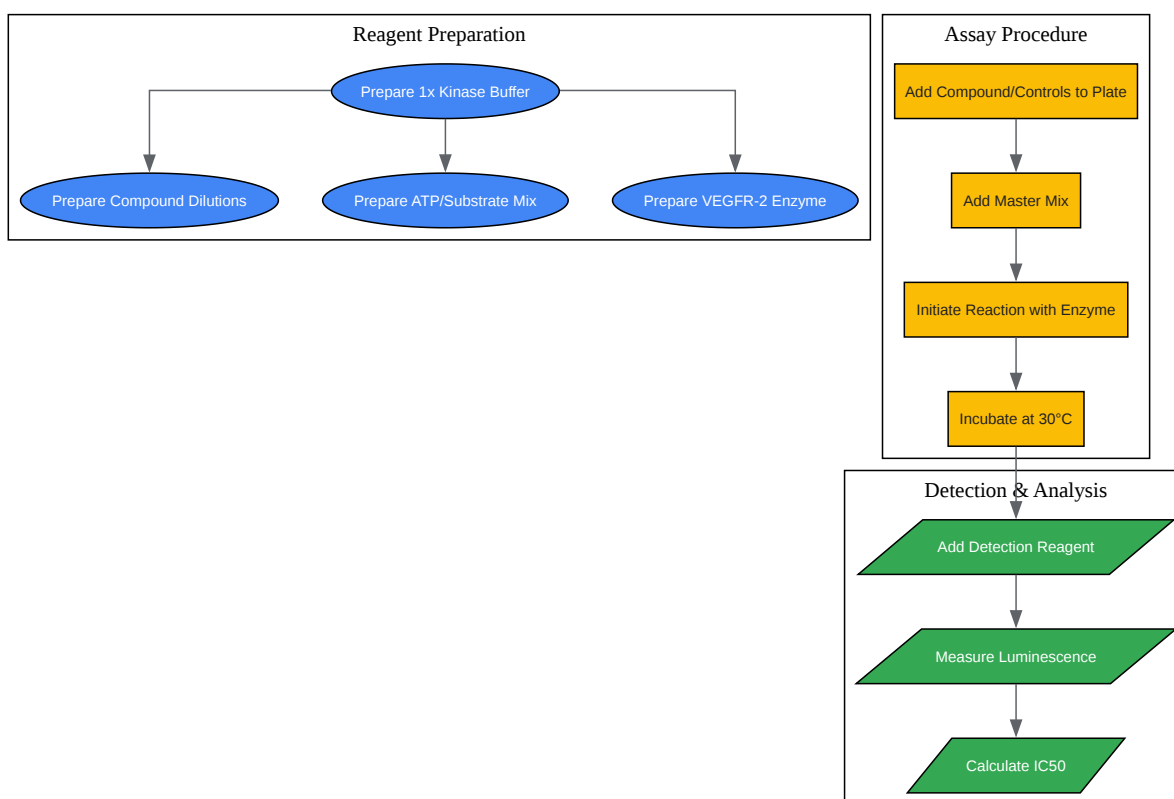 Reagent Preparation
Prepare 1x Kinase Buffer
Prepare Compound Dilutions
Prepare ATP/Substrate Mix
Prepare VEGFR-2 Enzyme
Assay Procedure
Add Compound/Controls to Plate
Add Master Mix
Initiate Reaction with Enzyme
Incubate at 30°C
Detection & Analysis
Add Detection Reagent
Measure Luminescence
Calculate IC50